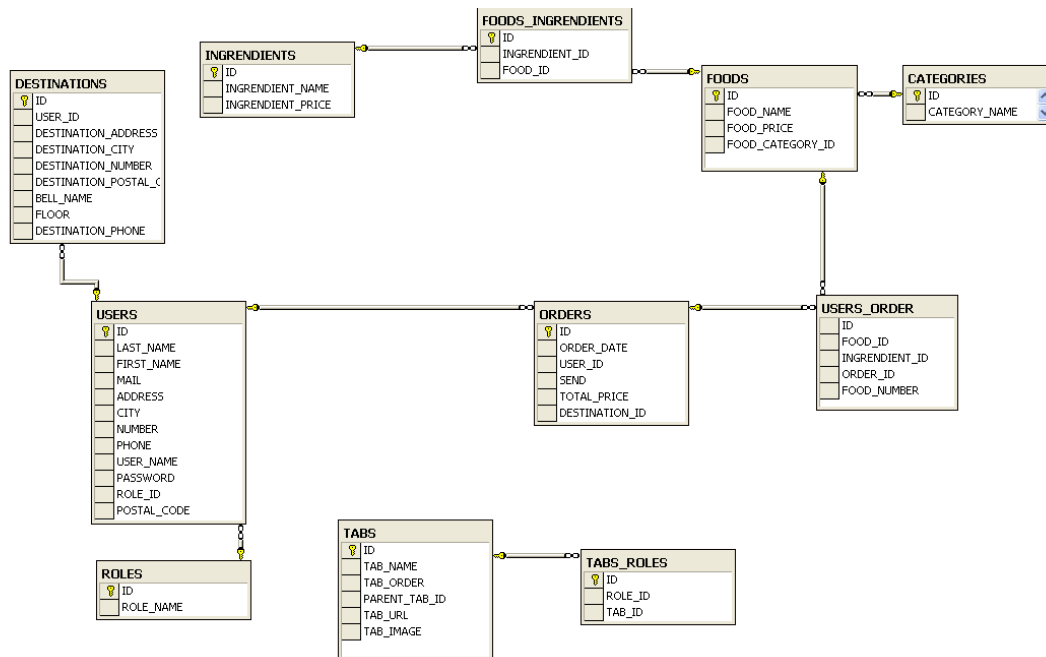 FOODS_INGRENDIENTS
ID
INGRENDIENT_ID
FOOD_ID
INGRENDIENTS
ID
INGRENDIENT_NAME
INGRENDIENT_PRICE
DESTINATIONS
ID
USER_ID
DESTINATION_ADDRESS
DESTINATION_CITY
DESTINATION_NUMBER
DESTINATION_POSTAL_C
BELL_NAME
FLOOR
DESTINATION_PHONE
FOODS
ID
FOOD_NAME
FOOD_PRICE
FOOD_CATEGORY_ID
CATEGORIES
ID
CATEGORY_NAME
USERS
ID
LAST_NAME
FIRST_NAME
MAIL
ADDRESS
CITY
NUMBER
PHONE
USER_NAME
PASSWORD
ROLE_ID
POSTAL_CODE
ORDERS
ID
ORDER_DATE
USER_ID
SEND
TOTAL_PRICE
DESTINATION_ID
USERS_ORDER
ID
FOOD_ID
INGRENDIENT_ID
ORDER_ID
FOOD_NUMBER
ROLES
ID
ROLE_NAME
TABS
ID
TAB_NAME
TAB_ORDER
PARENT_TAB_ID
TAB_URL
TAB_IMAGE
TABS_ROLES
ID
ROLE_ID
TAB_ID